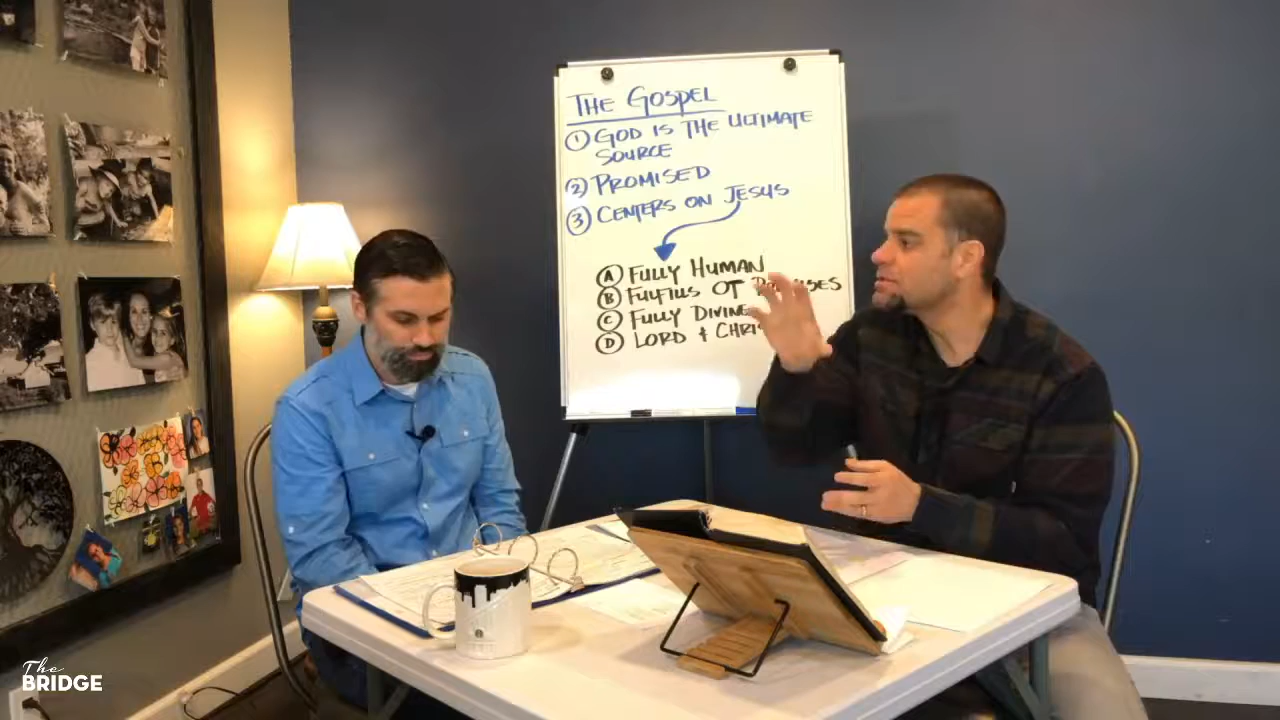 THE GOSPEL
① GOD IS THE ULTIMATE
SOURCE
② PROMISED
③ CENTERS ON JESUS
Ⓐ FULLY HUMAN
Ⓑ FULFILLS OT
Ⓒ FULLY DIVINE
Ⓓ LORD &
The
BRIDGE